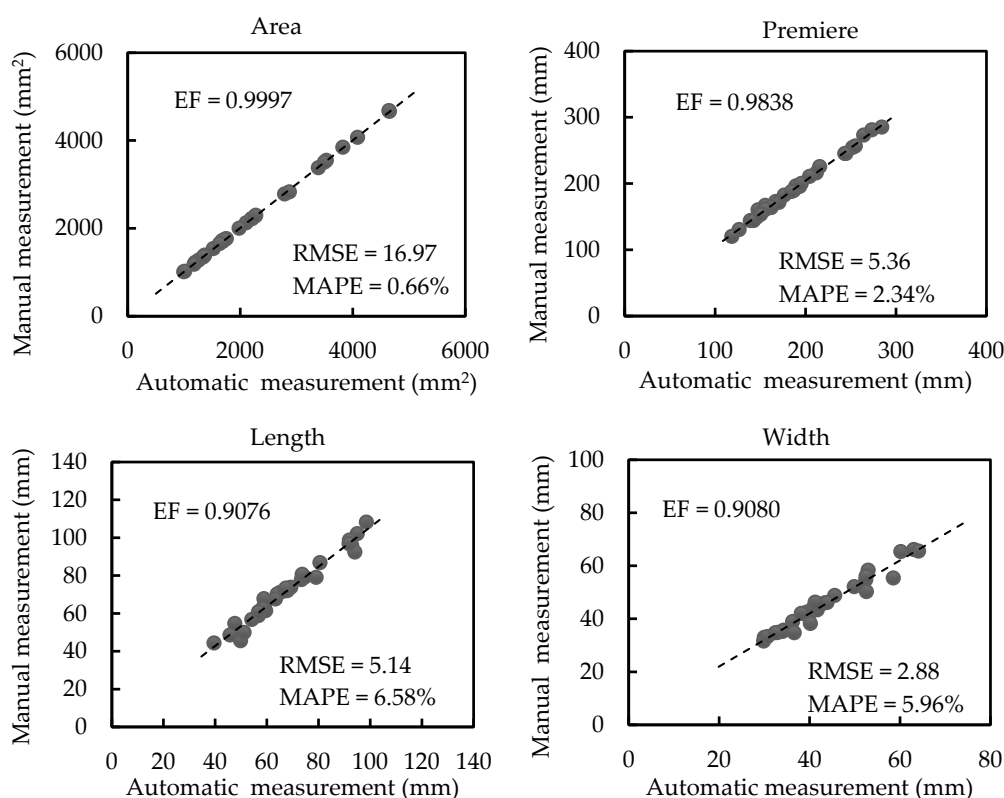 Area
Manual measurement (mm²)
6000
4000
2000
0
EF = 0.9997
RMSE = 16.97
MAPE = 0.66%
0 2000 4000 6000
Automatic measurement (mm²)
Premiere
Manual measurement (mm)
400
300
200
100
0
EF = 0.9838
RMSE = 5.36
MAPE = 2.34%
0 100 200 300 400
Automatic measurement (mm)
Length
Manual measurement (mm)
140
120
100
80
60
40
20
0
EF = 0.9076
RMSE = 5.14
MAPE = 6.58%
0 20 40 60 80 100 120 140
Automatic measurement (mm)
Width
Manual measurement (mm)
100
80
60
40
20
0
EF = 0.9080
RMSE = 2.88
MAPE = 5.96%
0 20 40 60 80
Automatic measurement (mm)